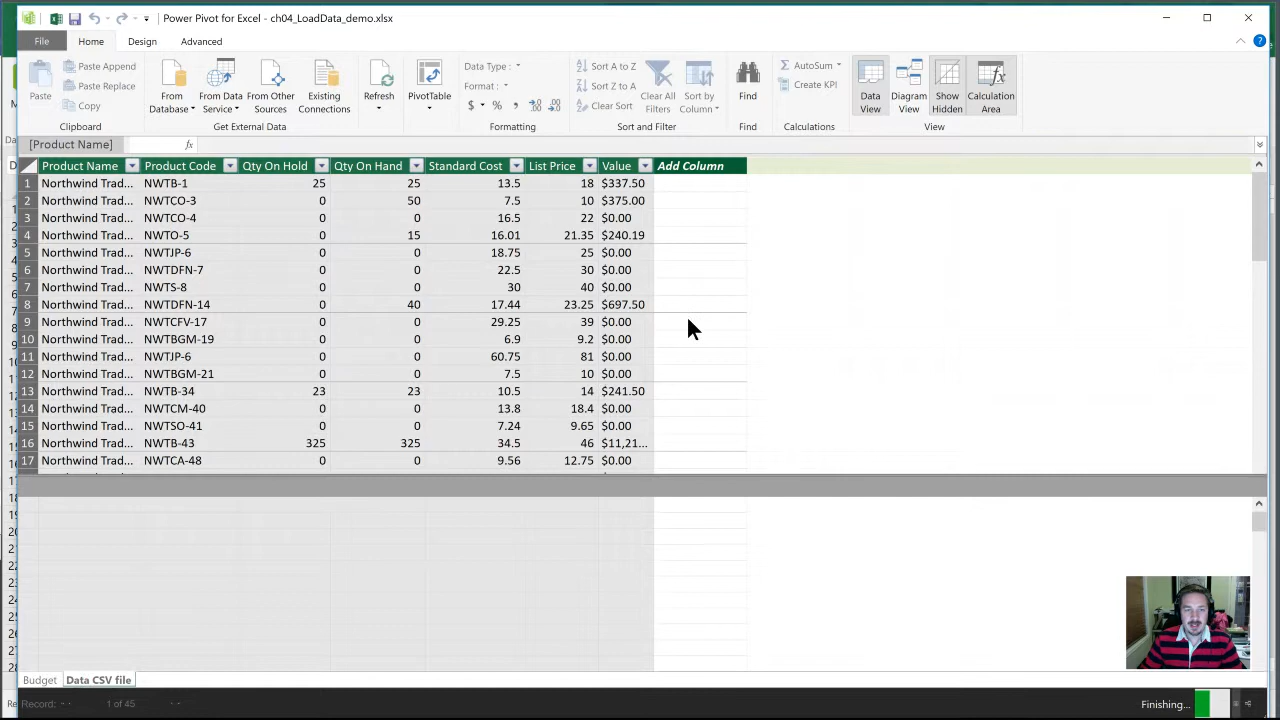 Power Pivot for Excel - ch04_LoadData_demo.xlsx
File Home Design Advanced
Paste
Paste Append
Paste Replace
Copy
Clipboard
From Database
From Data Service
From Other Sources
Existing Connections
Get External Data
Refresh
PivotTable
Data Type :
Format :
$ % ,
Formatting
Sort A to Z
Sort Z to A
Clear Sort
Clear All Filters
Sort by Column
Sort and Filter
Find
Find
AutoSum
Create KPI
Calculations
Data View
Diagram View
Show Hidden
Calculation Area
View
[Product Name] fx
Product Name Product Code Qty On Hold Qty On Hand Standard Cost List Price Value Add Column
1 Northwind Trad... NWTB-1 25 25 13.5 18 $337.50
2 Northwind Trad... NWTCO-3 0 50 7.5 10 $375.00
3 Northwind Trad... NWTCO-4 0 0 16.5 22 $0.00
4 Northwind Trad... NWTO-5 0 15 16.01 21.35 $240.19
5 Northwind Trad... NWTJP-6 0 0 18.75 25 $0.00
6 Northwind Trad... NWTDFN-7 0 0 22.5 30 $0.00
7 Northwind Trad... NWTS-8 0 0 30 40 $0.00
8 Northwind Trad... NWTDFN-14 0 40 17.44 23.25 $697.50
9 Northwind Trad... NWTCFV-17 0 0 29.25 39 $0.00
10 Northwind Trad... NWTBGM-19 0 0 6.9 9.2 $0.00
11 Northwind Trad... NWTJP-6 0 0 60.75 81 $0.00
12 Northwind Trad... NWTBGM-21 0 0 7.5 10 $0.00
13 Northwind Trad... NWTB-34 23 23 10.5 14 $241.50
14 Northwind Trad... NWTCM-40 0 0 13.8 18.4 $0.00
15 Northwind Trad... NWTSO-41 0 0 7.24 9.65 $0.00
16 Northwind Trad... NWTB-43 325 325 34.5 46 $11,21...
17 Northwind Trad... NWTCA-48 0 0 9.56 12.75 $0.00
Budget Data CSV file
Record: 1 of 45
Finishing...